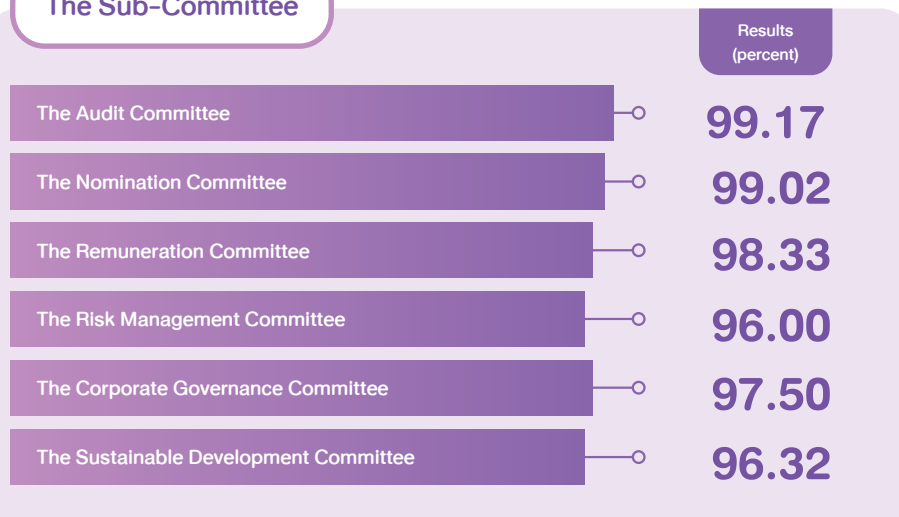 The Sub-Committee
Results
(percent)
The Audit Committee
99.17
The Nomination Committee
99.02
The Remuneration Committee
98.33
The Risk Management Committee
96.00
The Corporate Governance Committee
97.50
The Sustainable Development Committee
96.32